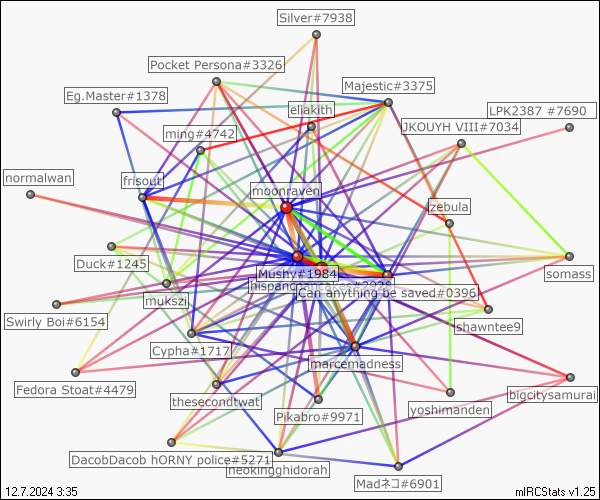 Silver#7938
Pocket Persona#3326
Majestic#3375
Eg.Master#1378
eliakith
LPK2387 #7690
ming#4742
JKOUYH VIII#7034
normalwan
frisout
moonraven
zebula
Duck#1245
Mushy#1984
somass
mukszi
Can anything be saved#0396
Swirly Boi#6154
shawntee9
Cypha#1717
marcemadness
Fedora Stoat#4479
thesecondtwat
bigcitysamurai
Pikabro#9971
yoshimanden
DacobDacob hORNY police#5271
neokingghidorah
Madネコ#6901
12.7.2024 3:35
mIRCStats v1.25